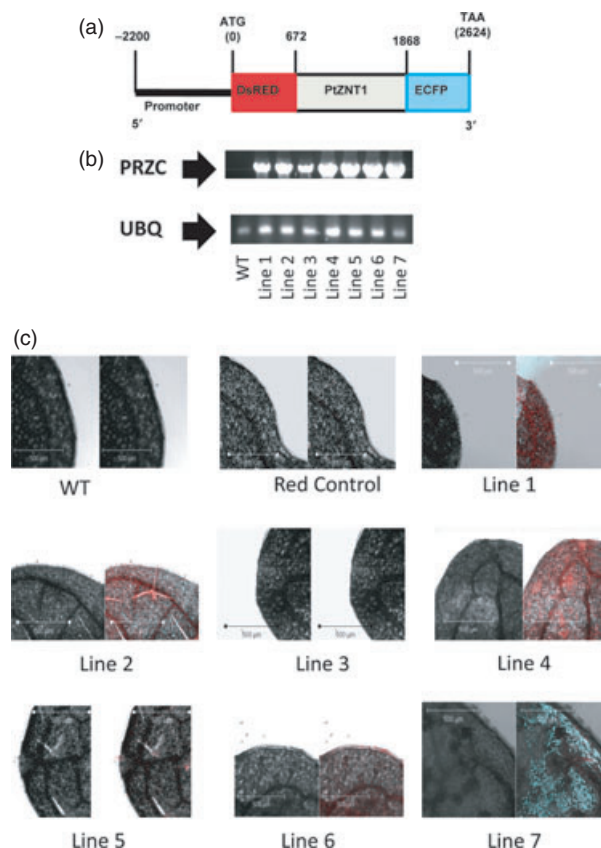 (a)
ATG
(0)
TAA
(2624)
–2200
672
1868
DsRED
PtZNT1
ECFP
Promoter
5′
3′
(b)
PRZC
UBQ
WT
Line 1
Line 2
Line 3
Line 4
Line 5
Line 6
Line 7
(c)
WT
Red Control
Line 1
Line 2
Line 3
Line 4
Line 5
Line 6
Line 7